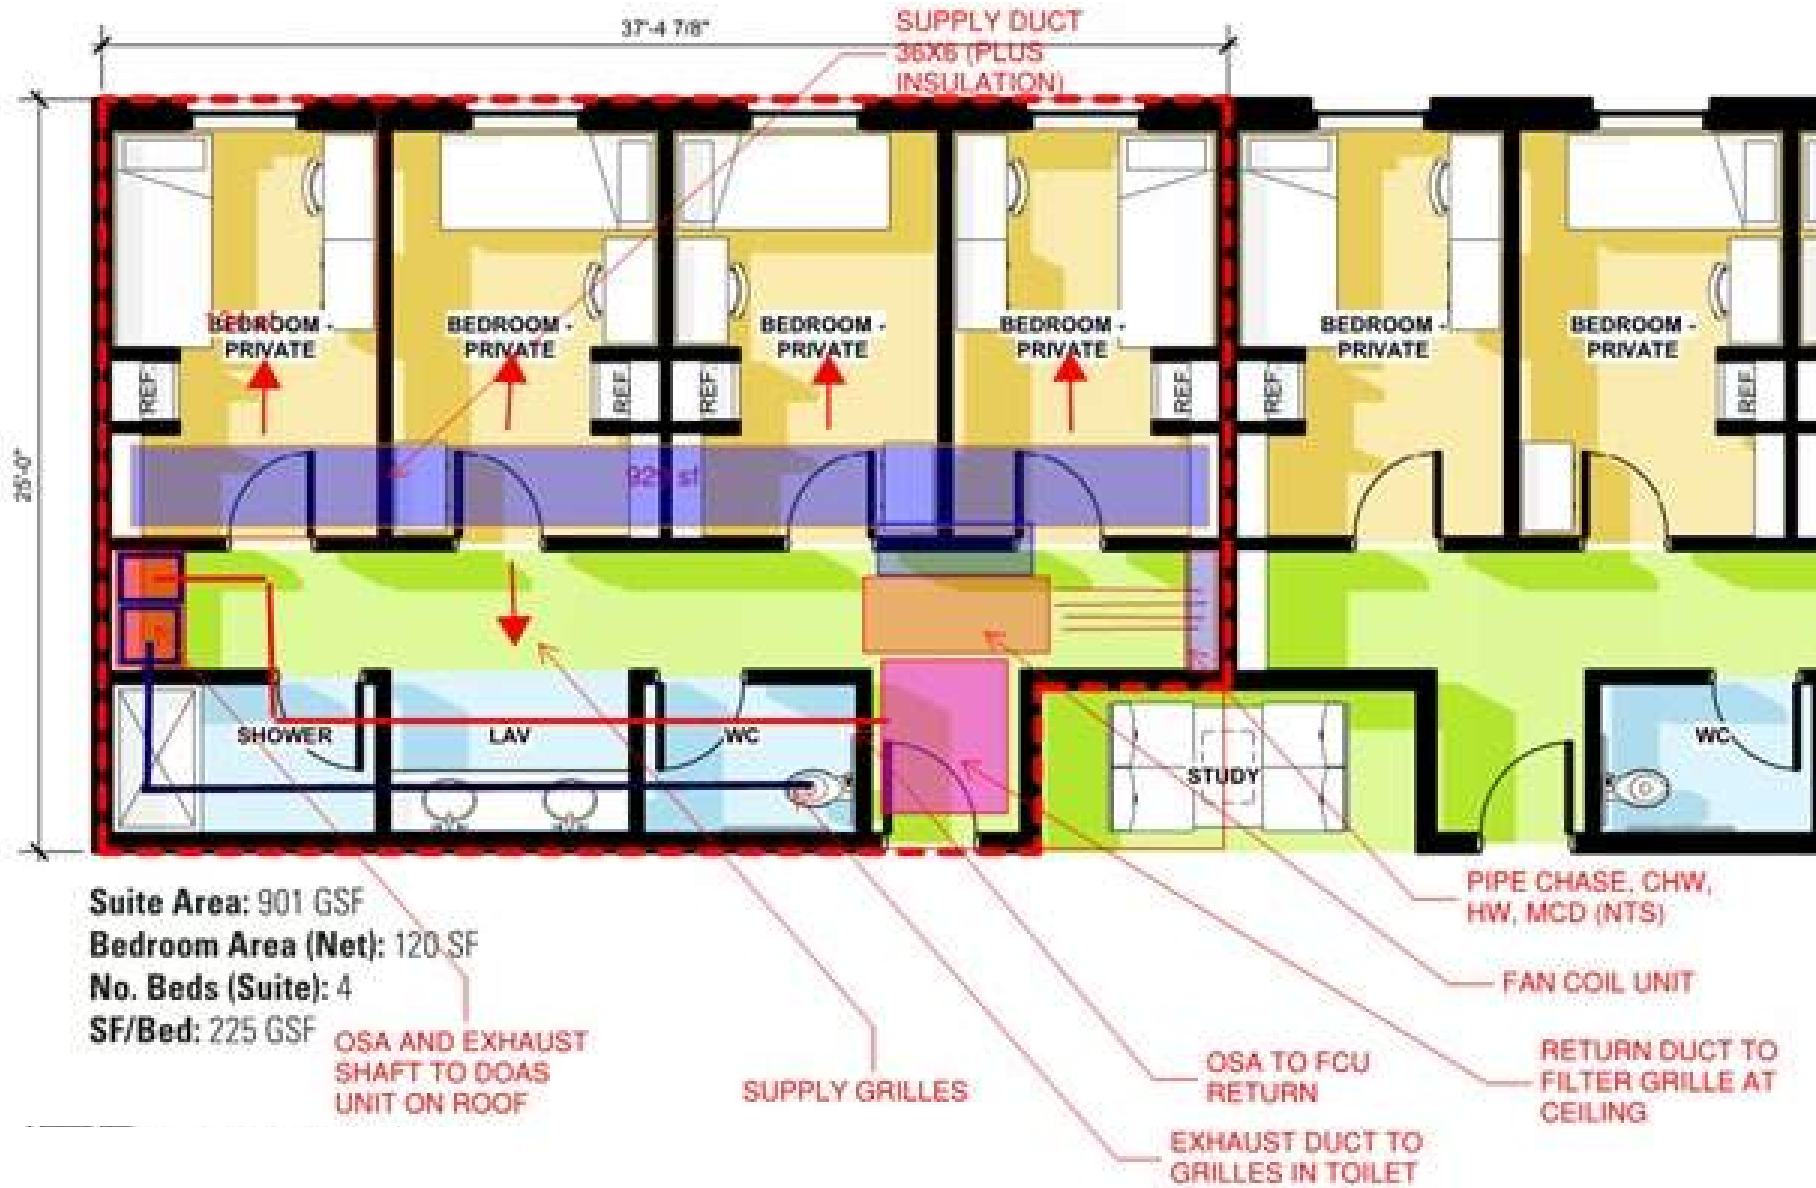 37'-4 7/8"
SUPPLY DUCT
36X6 (PLUS
INSULATION)
25'-0"
BEDROOM -
PRIVATE
BEDROOM -
PRIVATE
BEDROOM -
PRIVATE
BEDROOM -
PRIVATE
BEDROOM -
PRIVATE
BEDROOM -
PRIVATE
REF.
REF.
REF.
REF.
REF.
REF.
sf
SHOWER
LAV
WC
STUDY
WC
Suite Area: 901 GSF
Bedroom Area (Net): 120 SF
No. Beds (Suite): 4
SF/Bed: 225 GSF
OSA AND EXHAUST
SHAFT TO DOAS
UNIT ON ROOF
SUPPLY GRILLES
OSA TO FCU
RETURN
EXHAUST DUCT TO
GRILLES IN TOILET
PIPE CHASE, CHW,
HW, MCD (NTS)
FAN COIL UNIT
RETURN DUCT TO
FILTER GRILLE AT
CEILING